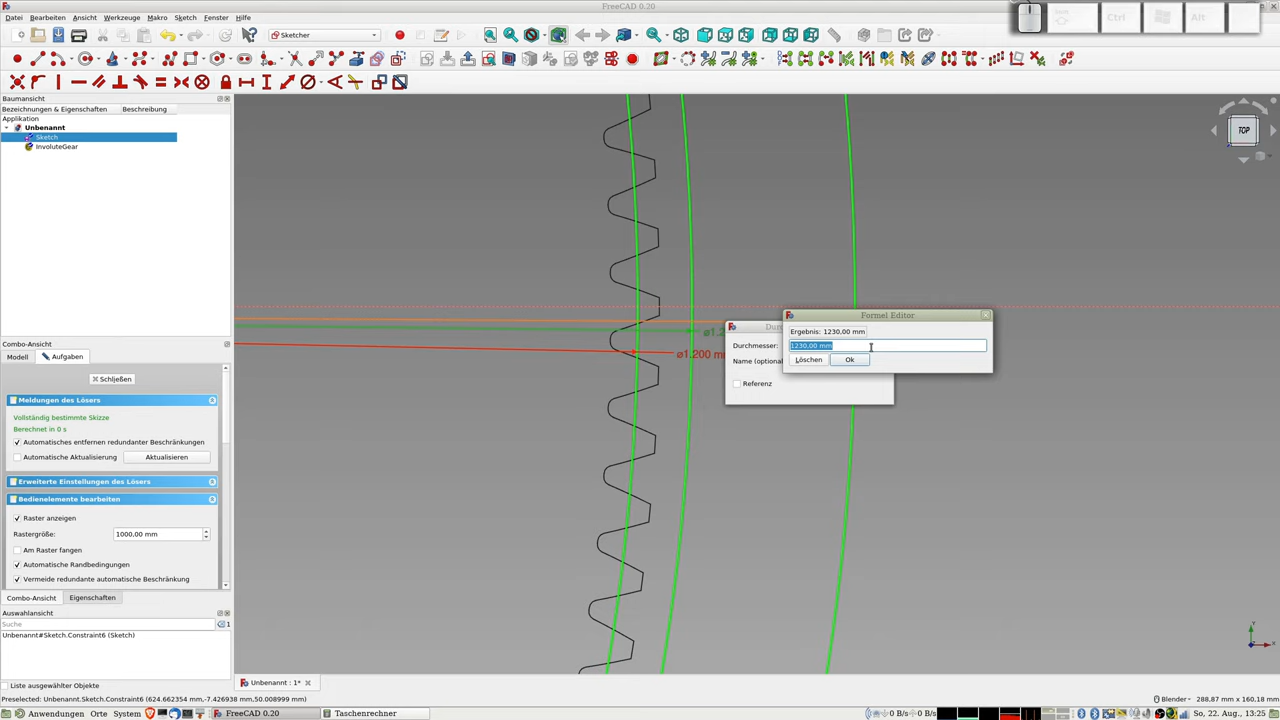 FreeCAD 0.20
Datei Bearbeiten Ansicht Werkzeuge Makro Sketch Fenster Hilfe
Ctrl
Alt
Sketcher
Baumansicht
Bezeichnungen & Eigenschaften Beschreibung
Applikation
Unbenannt
Sketch
InvoluteGear
TOP
Formel Editor
Ergebnis: 1230,00 mm
Durchmesser: 1230,00 mm
Name (optional
Löschen Ok
Referenz
ø1.200 m
Combo-Ansicht
Modell Aufgaben
Schließen
Meldungen des Lösers
Vollständig bestimmte Skizze
Berechnet in 0 s
Automatisches entfernen redundanter Beschränkungen
Automatische Aktualisierung Aktualisieren
Erweiterte Einstellungen des Lösers
Bedienelemente bearbeiten
Raster anzeigen
Rastergröße: 1000,00 mm
Am Raster fangen
Automatische Randbedingungen
Vermeide redundante automatische Beschränkung
Combo-Ansicht Eigenschaften
Auswahlansicht
Suche 1
Unbenannt#Sketch.Constraint6 (Sketch)
Liste ausgewählter Objekte
Unbenannt : 1*
Y
X
Preselected: Unbenannt.Sketch.Constraint6 (624.662354 mm,-7.426938 mm,50.008999 mm)
Blender 288.87 mm x 160,18 mm
Anwendungen Orte System FreeCAD 0.20 Taschenrechner 0 B/s 0 B/s So, 22. Aug., 13:25